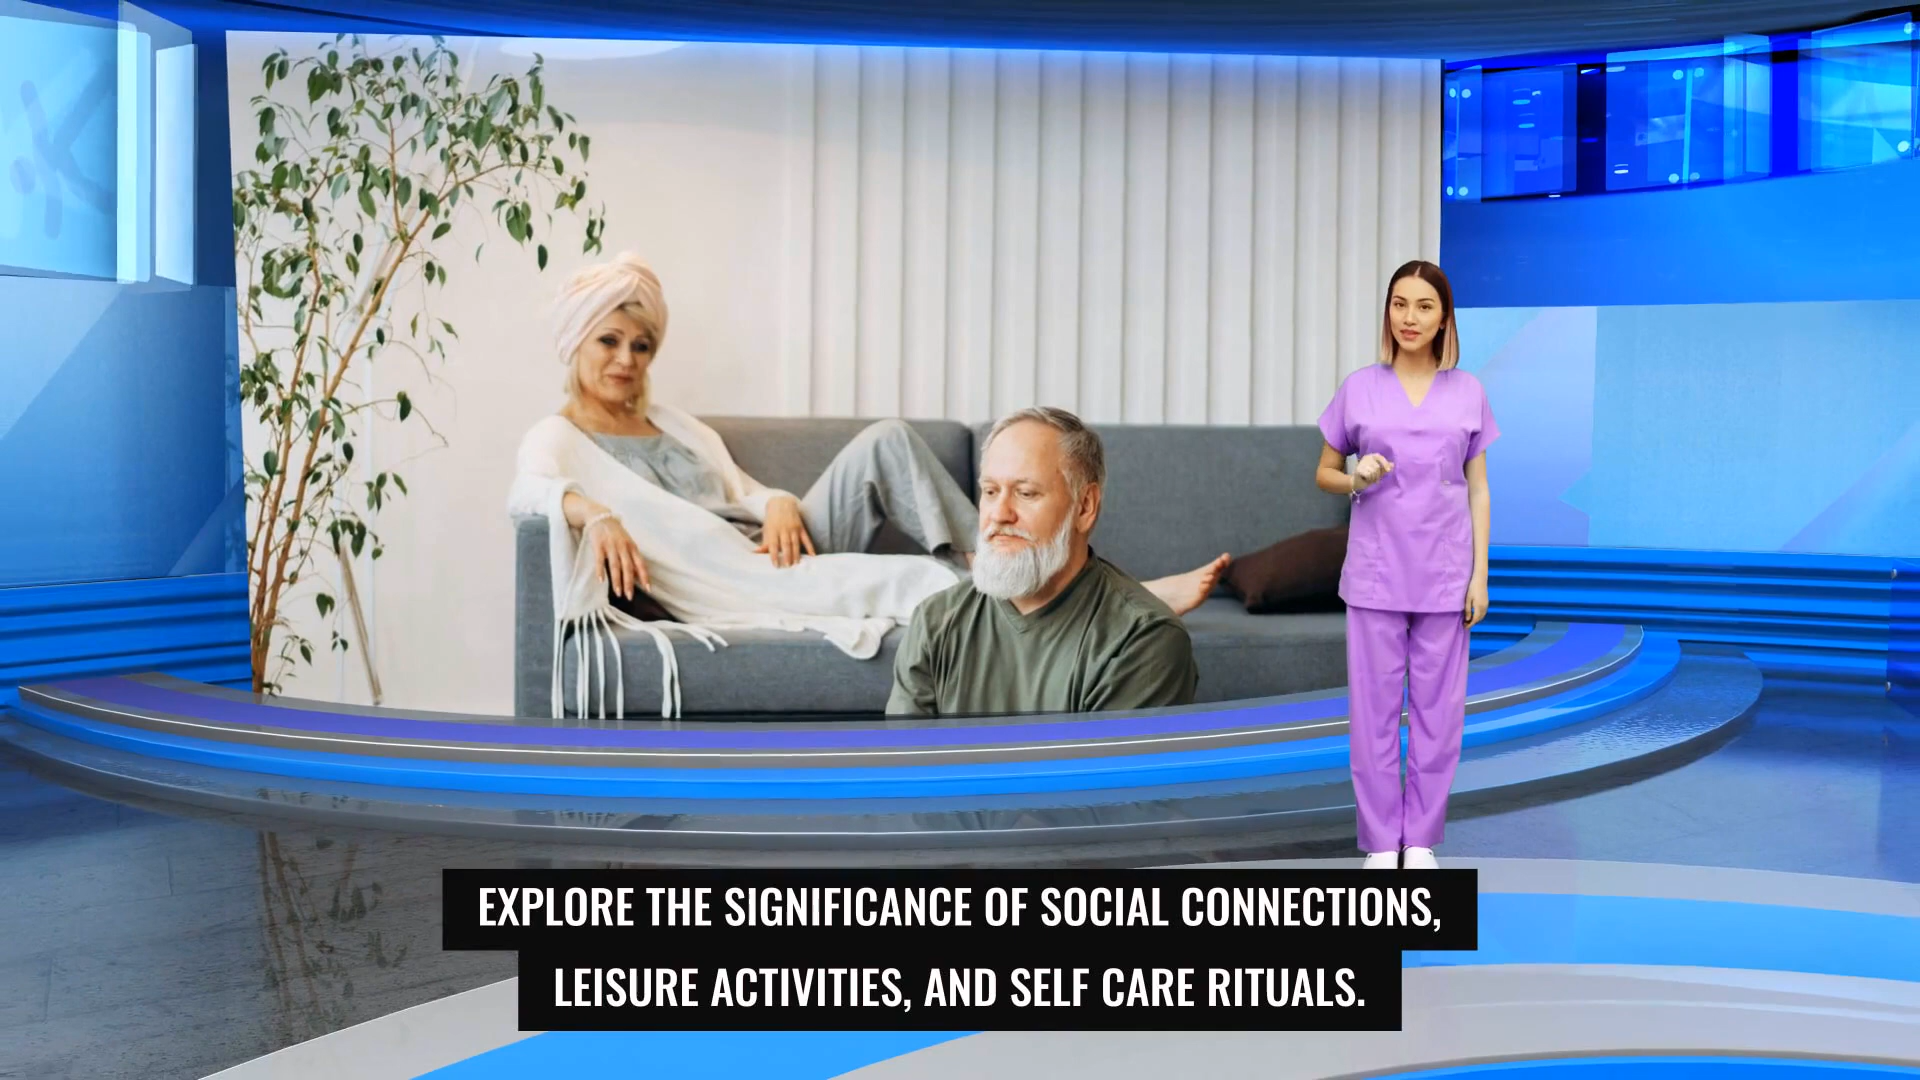 EXPLORE THE SIGNIFICANCE OF SOCIAL CONNECTIONS,
LEISURE ACTIVITIES, AND SELF CARE RITUALS.